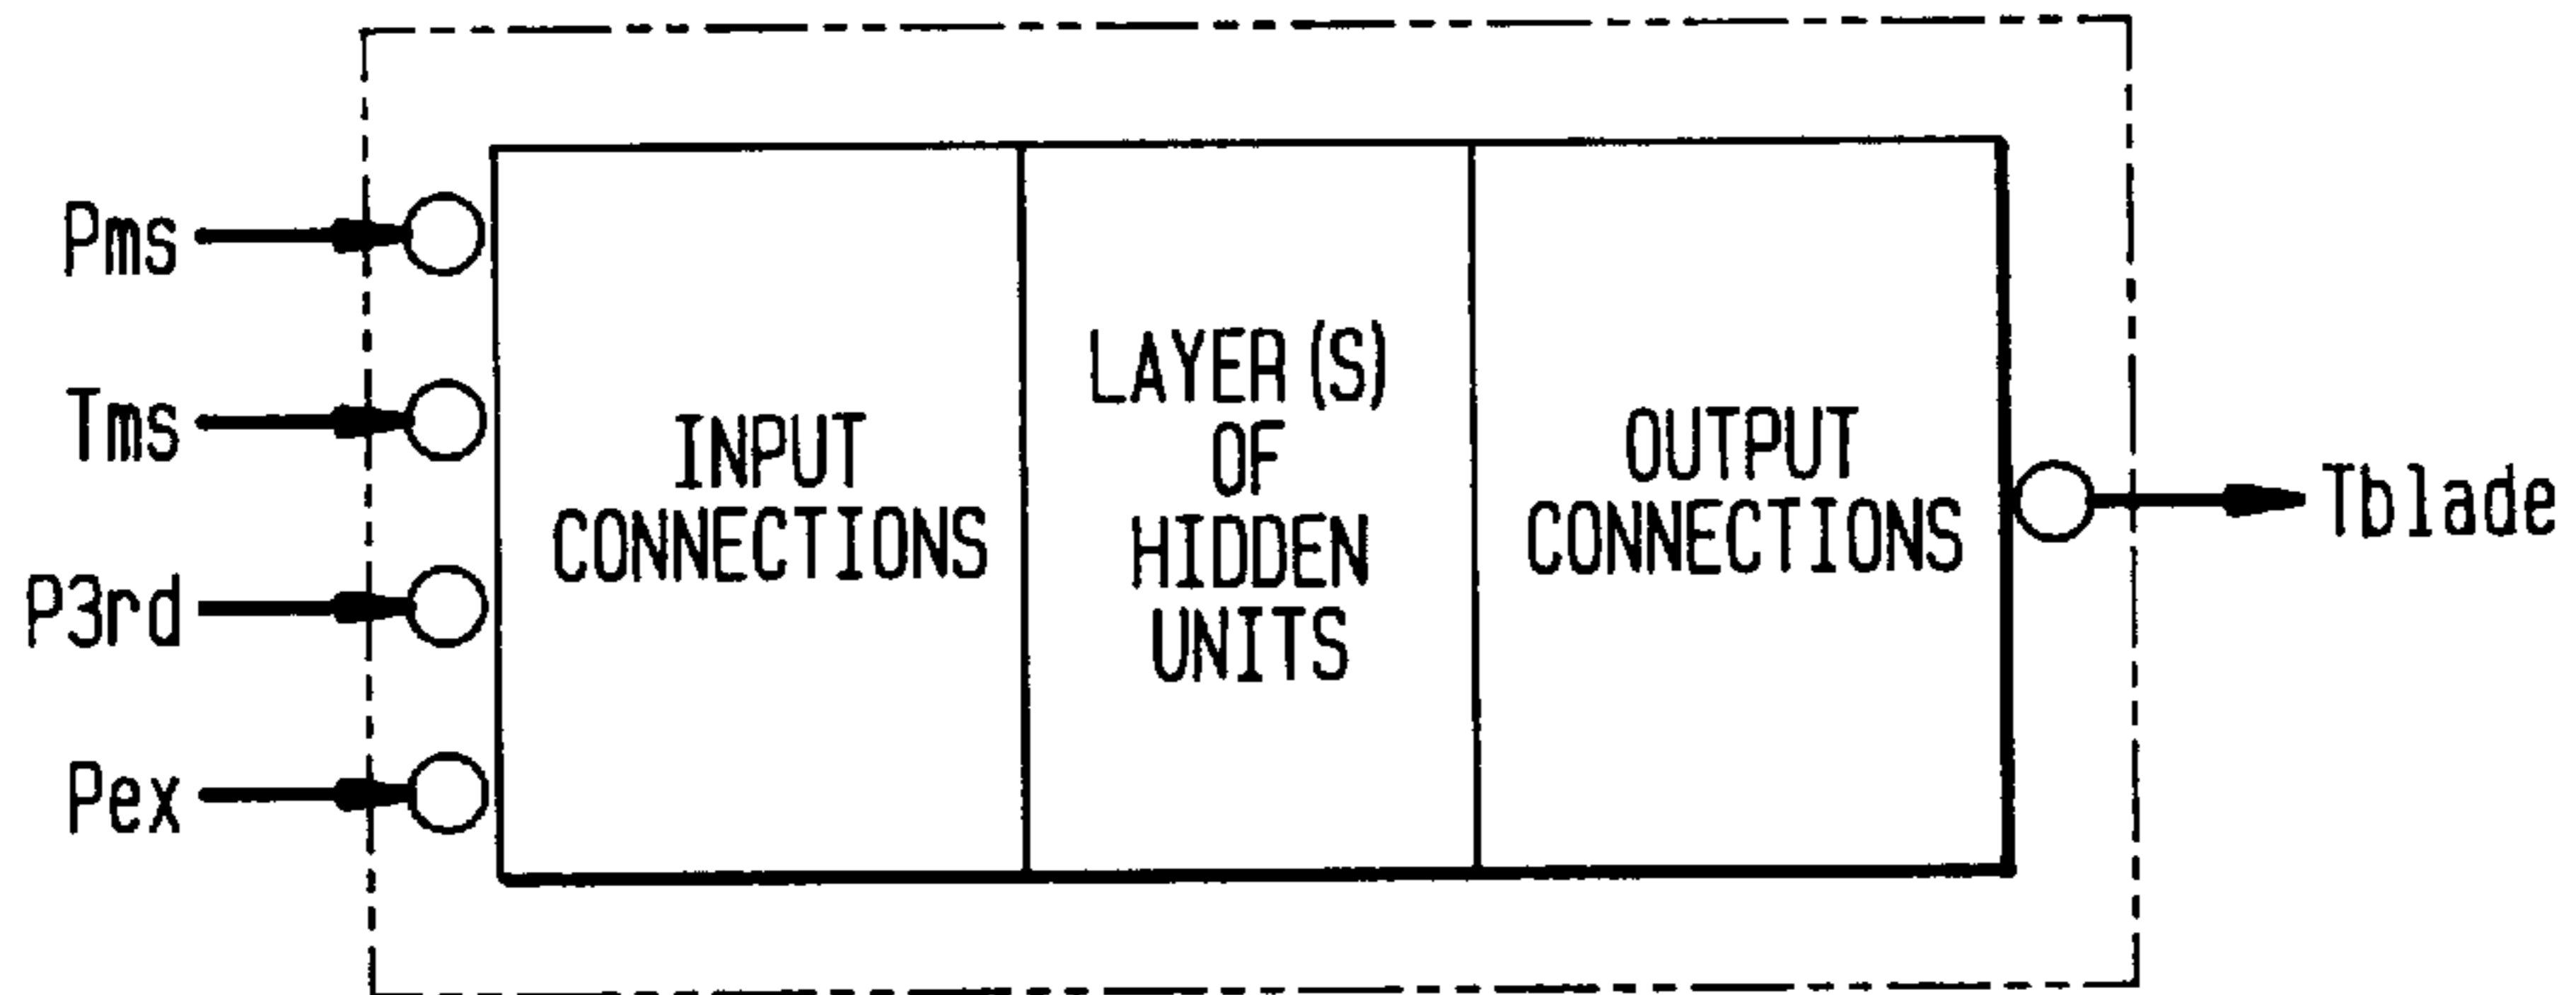 Pms
Tms
P3rd
Pex
INPUT
CONNECTIONS
LAYER (S)
OF
HIDDEN
UNITS
OUTPUT
CONNECTIONS
Tblade